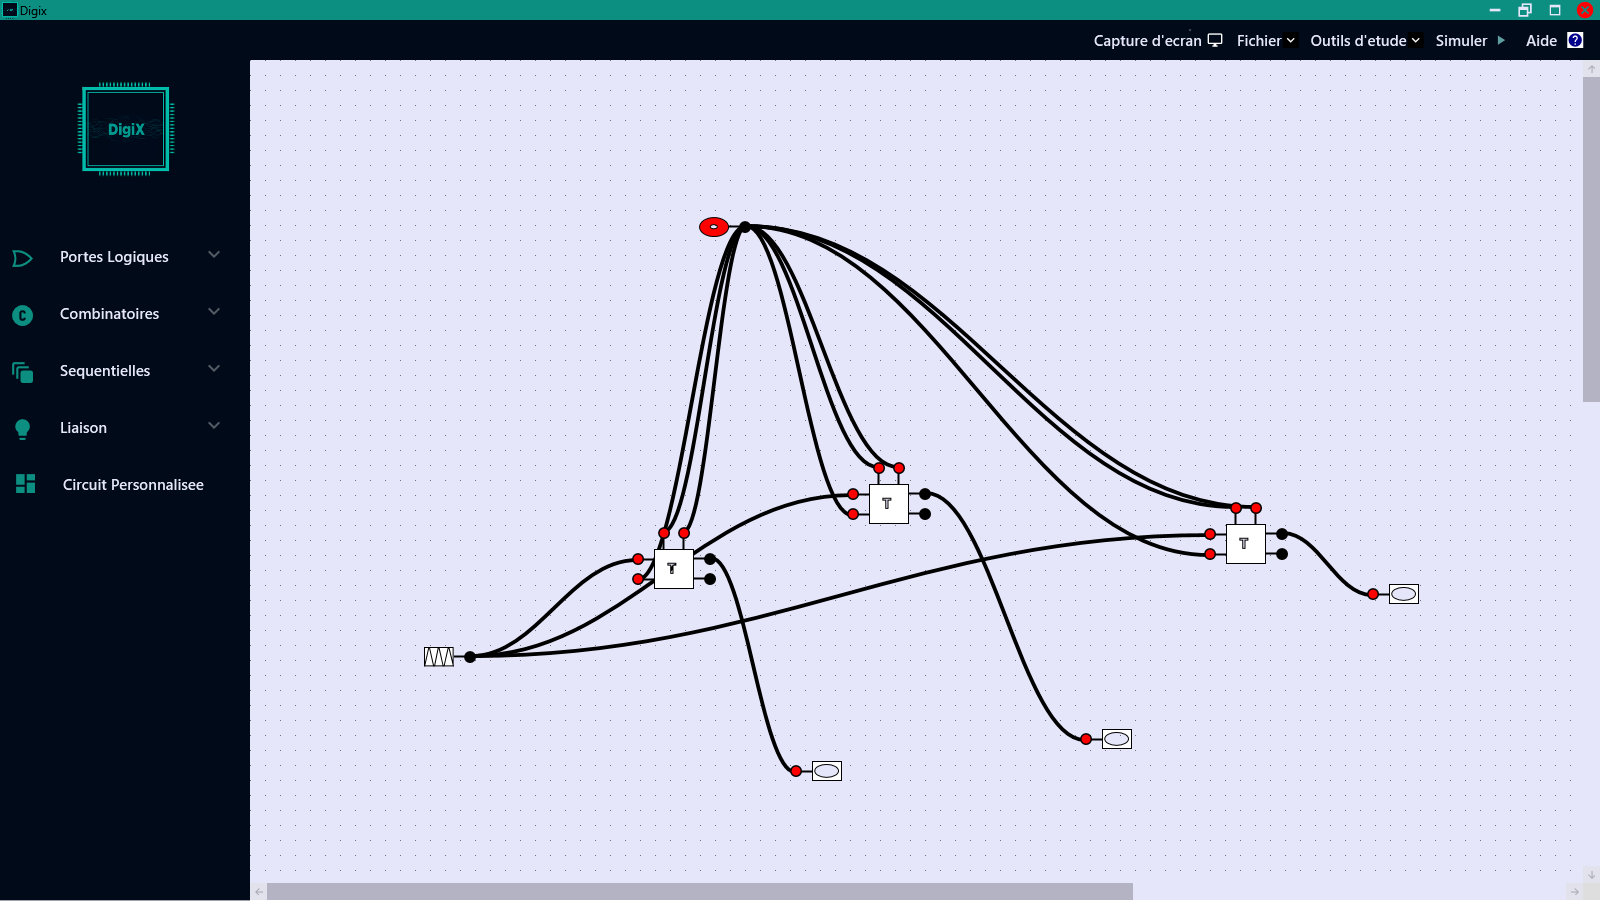 Digix
Capture d'ecran Fichier Outils d'etude Simuler Aide ?
DigiX
Portes Logiques
C Combinatoires
Sequentielles
Liaison
Circuit Personnalisee
T
T
T